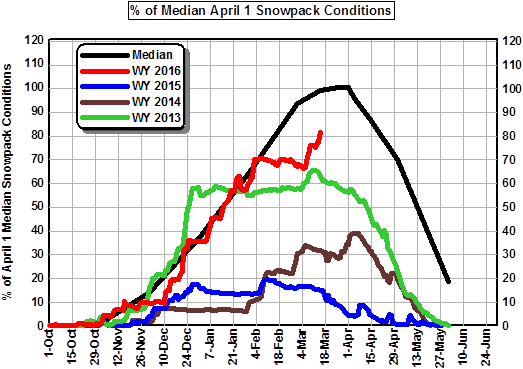 % of Median April 1 Snowpack Conditions
% of April 1 Median Snowpack Conditions
120 120
110 110
100 100
90 90
80 80
70 70
60 60
50 50
40 40
30 30
20 20
10 10
0 0
Median
WY 2016
WY 2015
WY 2014
WY 2013
1-Oct 15-Oct 29-Oct 12-Nov 26-Nov 10-Dec 24-Dec 7-Jan 21-Jan 4-Feb 18-Feb 4-Mar 18-Mar 1-Apr 15-Apr 29-Apr 13-May 27-May 10-Jun 24-Jun